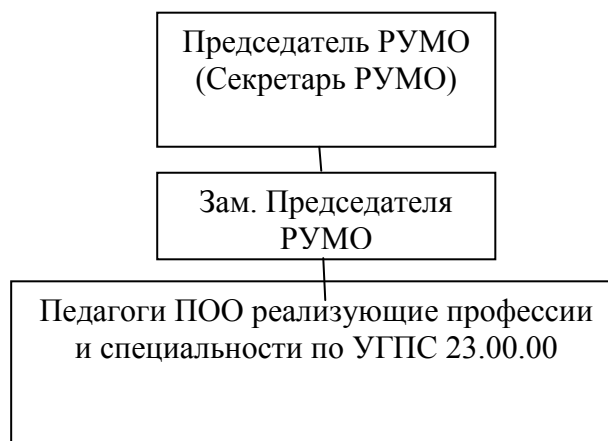 Председатель РУМО
(Секретарь РУМО)
Зам. Председателя
РУМО
Педагоги ПОО реализующие профессии
и специальности по УГПС 23.00.00